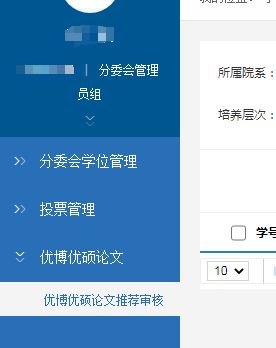 | 分委会管理
员组
分委会学位管理
投票管理
优博优硕论文
优博优硕论文推荐审核
所属院系：
培养层次：
学号
10